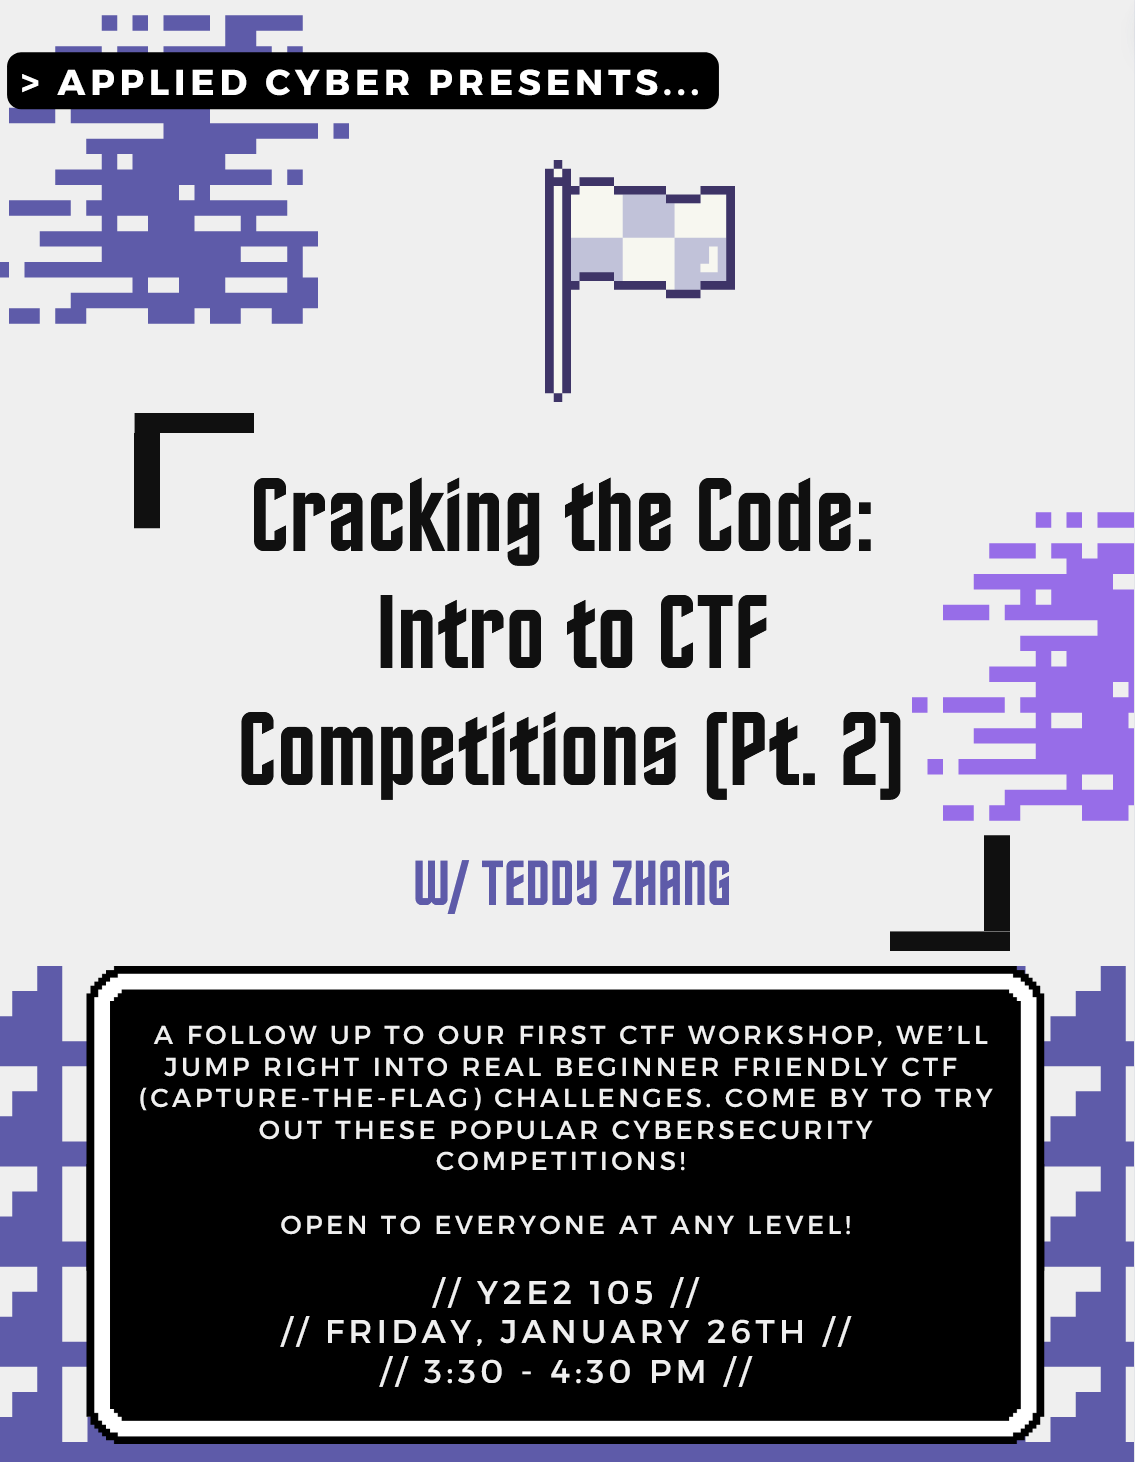 > APPLIED CYBER PRESENTS...
Cracking the Code:
Intro to CTF
Competitions (Pt. 2)
W/ TEDDY ZHANG
A FOLLOW UP TO OUR FIRST CTF WORKSHOP, WE'LL
JUMP RIGHT INTO REAL BEGINNER FRIENDLY CTF
(CAPTURE-THE-FLAG) CHALLENGES. COME BY TO TRY
OUT THESE POPULAR CYBERSECURITY
COMPETITIONS!
OPEN TO EVERYONE AT ANY LEVEL!
// Y2E2 105 //
// FRIDAY, JANUARY 26TH //
// 3:30 - 4:30 PM //